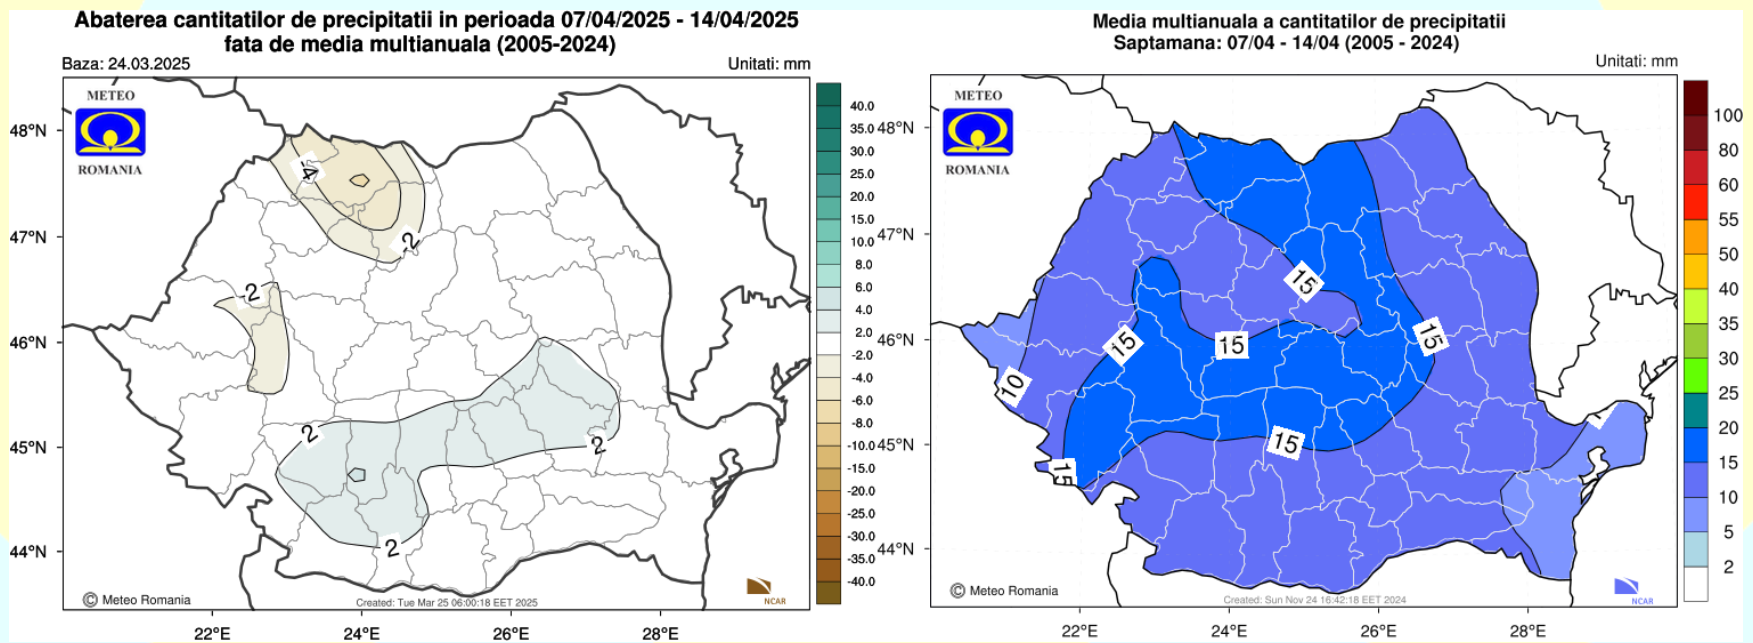 Abaterea cantitatilor de precipitatii in perioada 07/04/2025 - 14/04/2025
fata de media multianuala (2005-2024)
Baza: 24.03.2025
Unitati: mm
METEO
ROMANIA
48°N
47°N
46°N
45°N
44°N
-4
-2
-2
2
2
2
© Meteo Romania
Created: Tue Mar 25 06:00:18 EET 2025
NCAR
22°E
24°E
26°E
28°E
40.0
35.0
30.0
25.0
20.0
15.0
10.0
8.0
6.0
4.0
2.0
-2.0
-4.0
-6.0
-8.0
-10.0
-15.0
-20.0
-25.0
-30.0
-35.0
-40.0
Media multianuala a cantitatilor de precipitatii
Saptamana: 07/04 - 14/04 (2005 - 2024)
Unitati: mm
METEO
ROMANIA
48°N
47°N
46°N
45°N
44°N
15
15
15
15
10
15
15
© Meteo Romania
Created: Sun Nov 24 16:42:18 EET 2024
NCAR
22°E
24°E
26°E
28°E
100
80
60
55
50
40
35
30
25
20
15
10
5
2